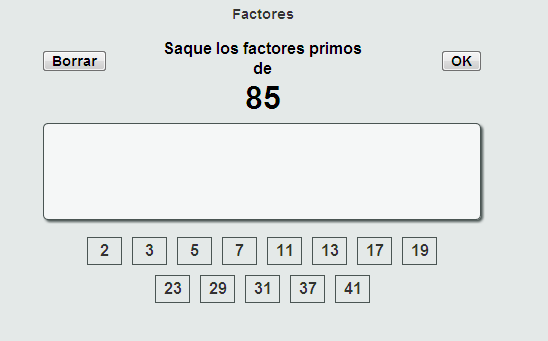 Factores
Saque los factores primos
de
Borrar
OK
85
2 3 5 7 11 13 17 19
23 29 31 37 41